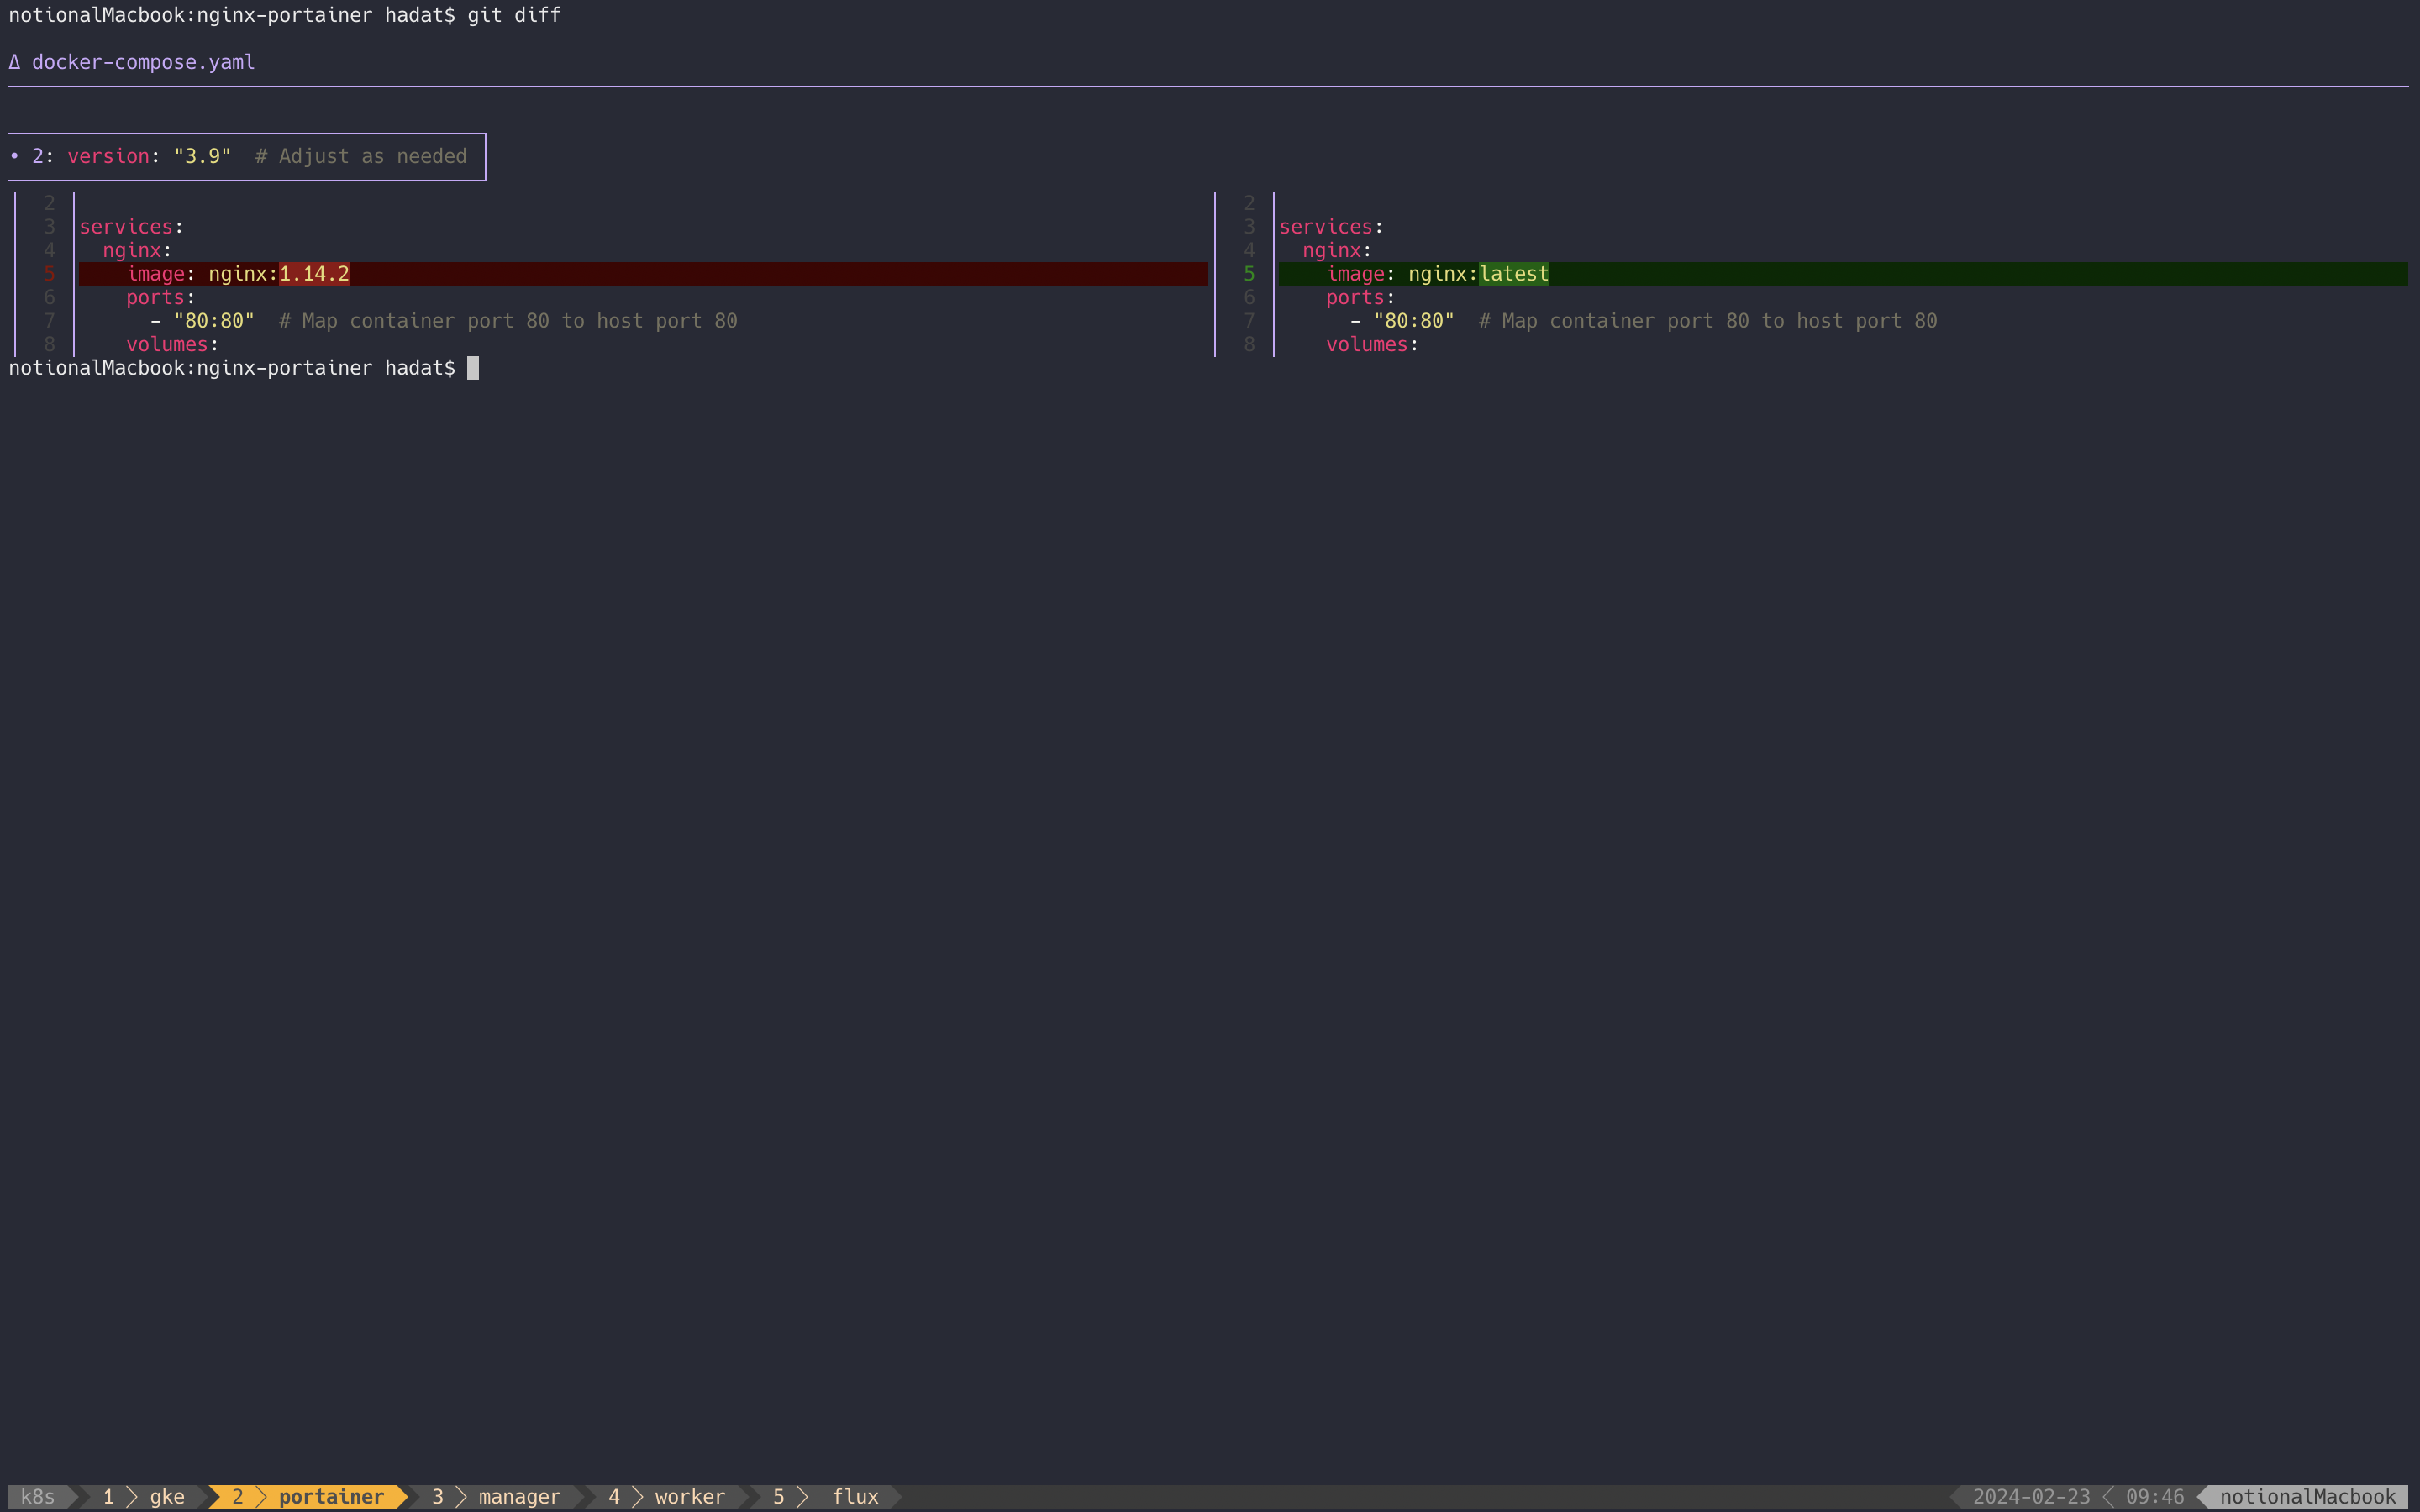 notionalMacbook:nginx-portainer hadat$ git diff
Δ docker-compose.yaml
• 2: version: "3.9"  # Adjust as needed
2 2
3 services: 3 services:
4   nginx: 4   nginx:
5     image: nginx:1.14.2 5     image: nginx:latest
6     ports: 6     ports:
7       - "80:80"  # Map container port 80 to host port 80 7       - "80:80"  # Map container port 80 to host port 80
8     volumes: 8     volumes:
notionalMacbook:nginx-portainer hadat$
k8s 1 gke 2 portainer 3 manager 4 worker 5 flux 2024-02-23 09:46 notionalMacbook